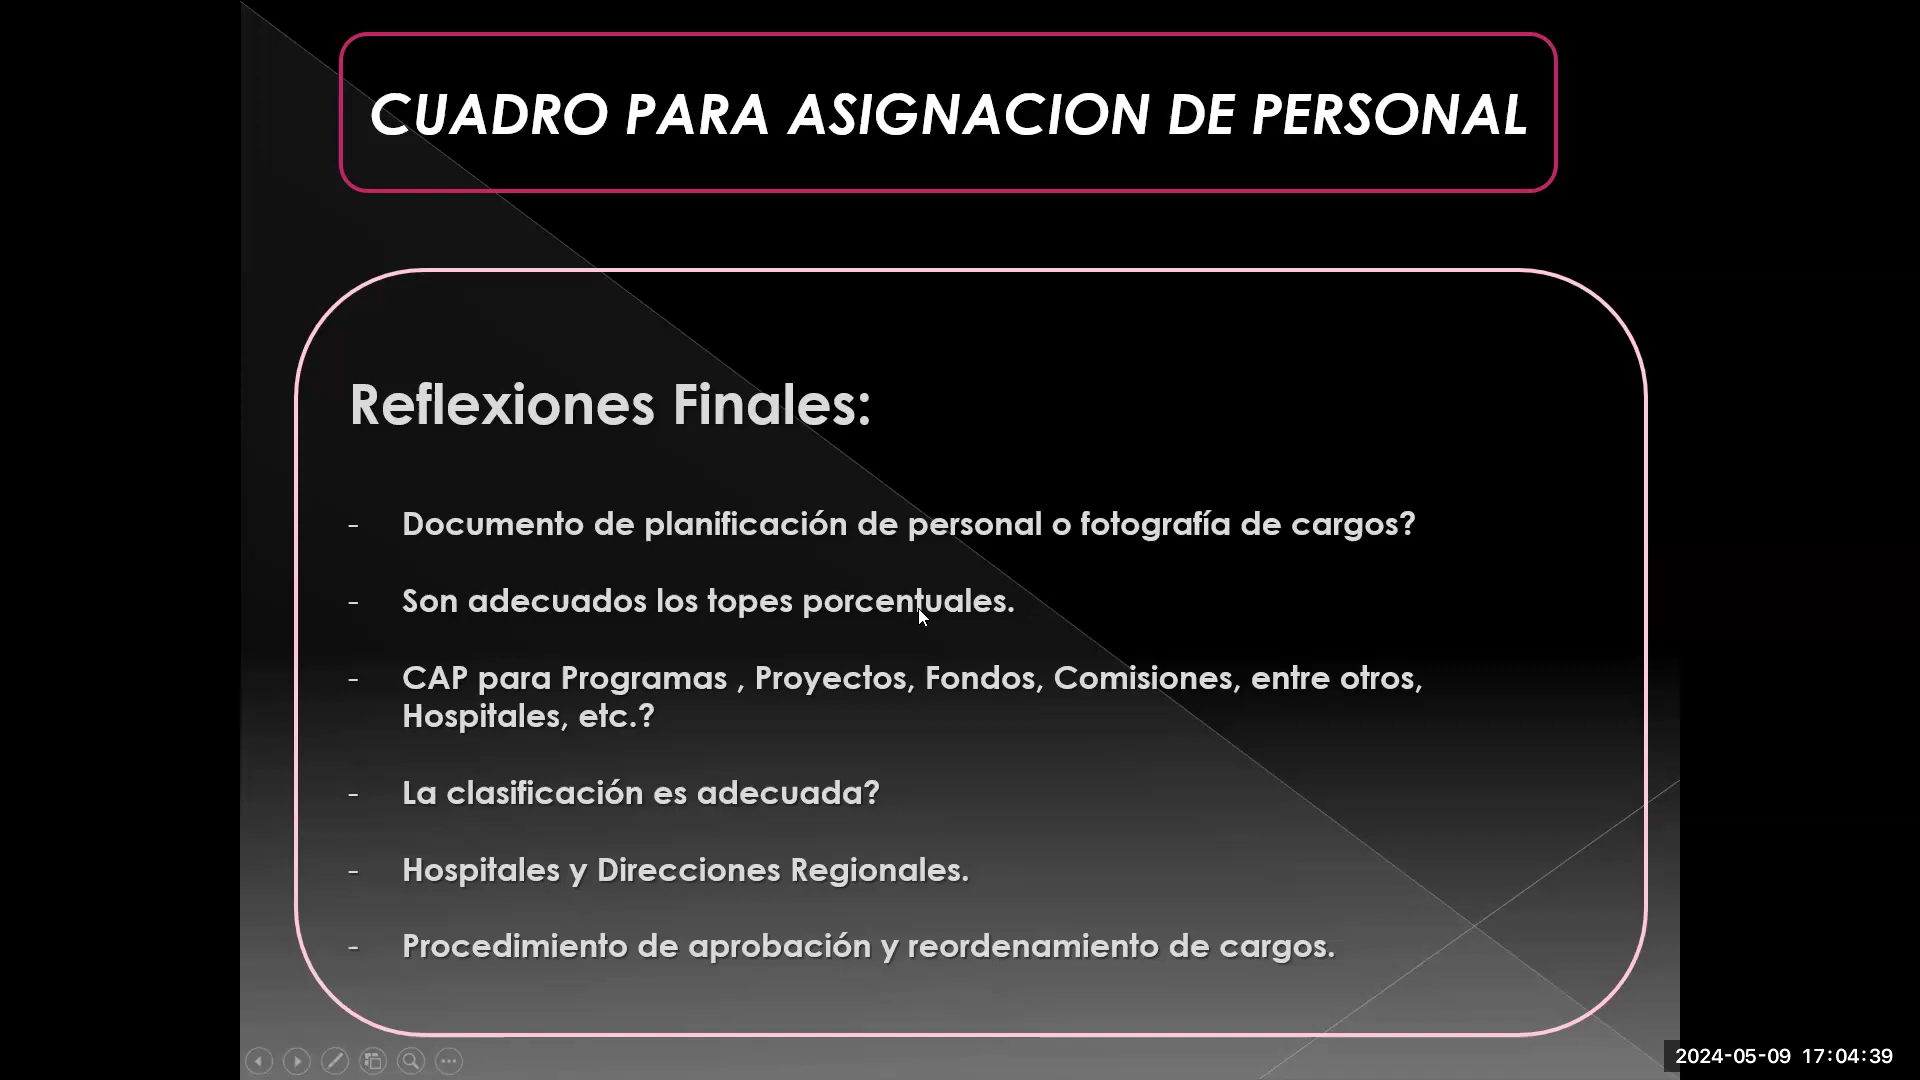 CUADRO PARA ASIGNACION DE PERSONAL
Reflexiones Finales:
- Documento de planificación de personal o fotografía de cargos?
- Son adecuados los topes porcentuales.
- CAP para Programas , Proyectos, Fondos, Comisiones, entre otros,
Hospitales, etc.?
- La clasificación es adecuada?
- Hospitales y Direcciones Regionales.
- Procedimiento de aprobación y reordenamiento de cargos.
2024-05-09 17:04:39